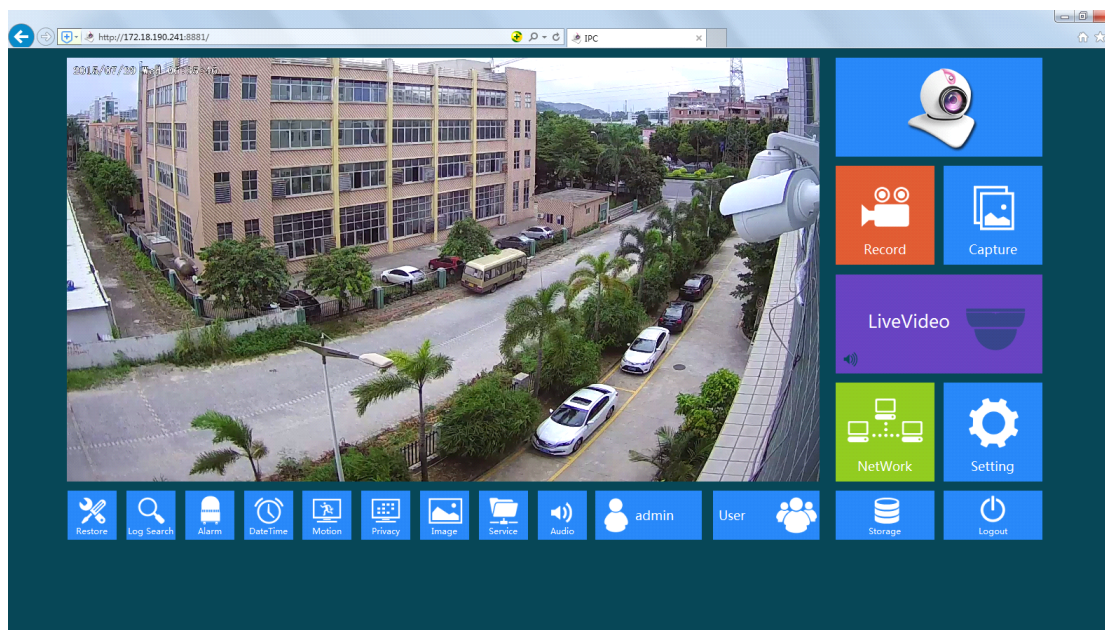 http://172.18.190.241:8881/
IPC
Record
Capture
LiveVideo
NetWork
Setting
Restore
Log Search
Alarm
DateTime
Motion
Privacy
Image
Service
Audio
admin
User
Storage
Logout